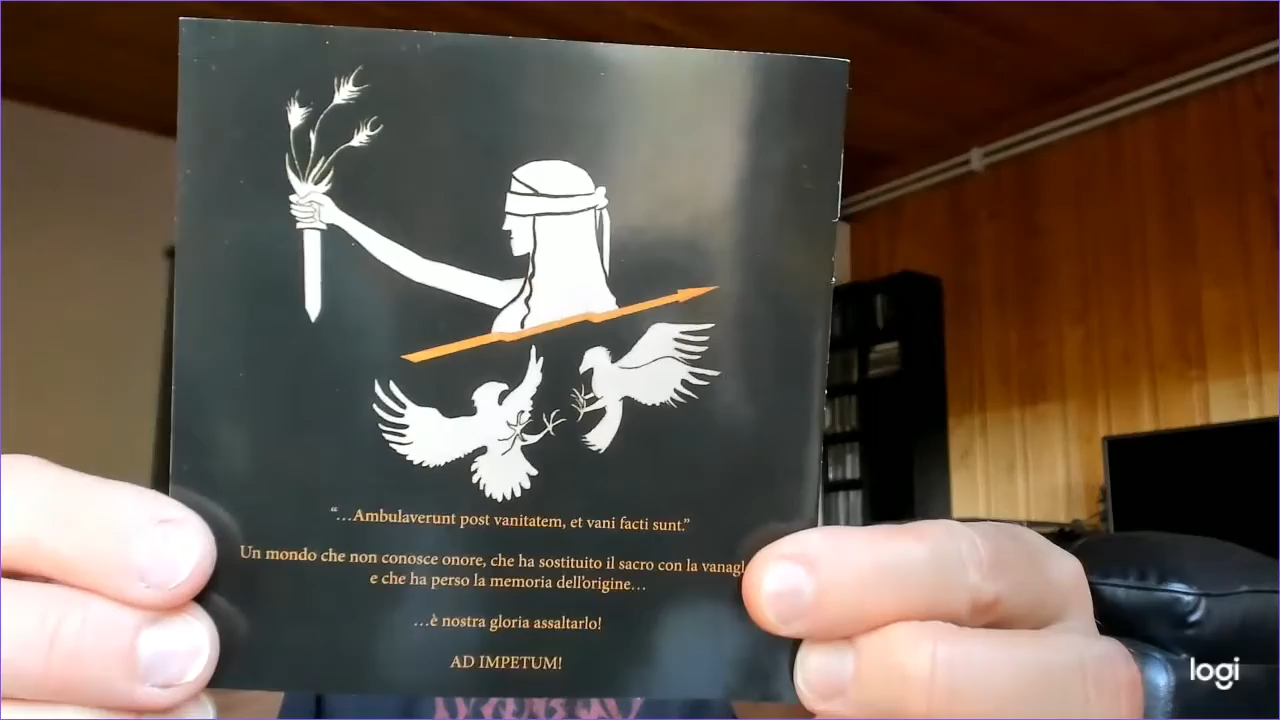 “…Ambulaverunt post vanitatem, et vani facti sunt.”
Un mondo che non conosce onore, che ha sostituito il sacro con la
e che ha perso la memoria dell'origine…
…è nostra gloria assaltarlo!
AD IMPETUM!
logi